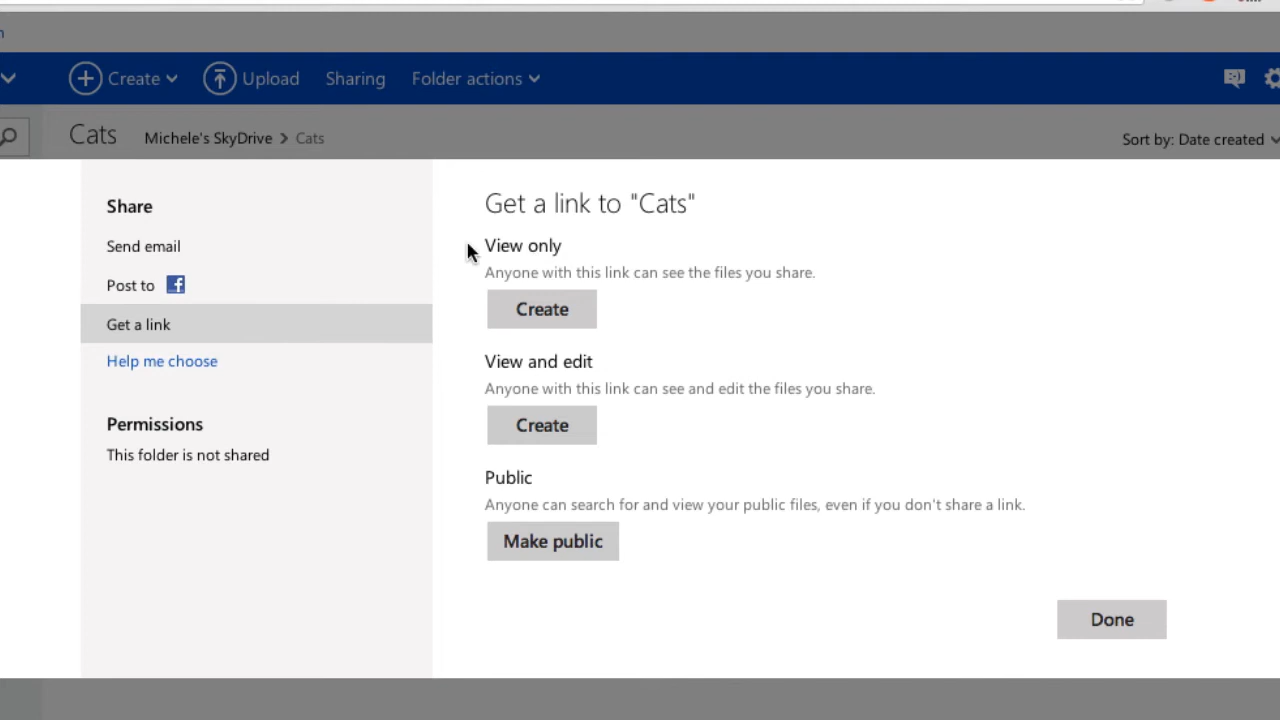 Create
Upload
Sharing
Folder actions
Cats
Michele's SkyDrive
Cats
Sort by: Date created
Share
Send email
Post to
Get a link
Help me choose
Permissions
This folder is not shared
Get a link to "Cats"
View only
Anyone with this link can see the files you share.
Create
View and edit
Anyone with this link can see and edit the files you share.
Create
Public
Anyone can search for and view your public files, even if you don't share a link.
Make public
Done